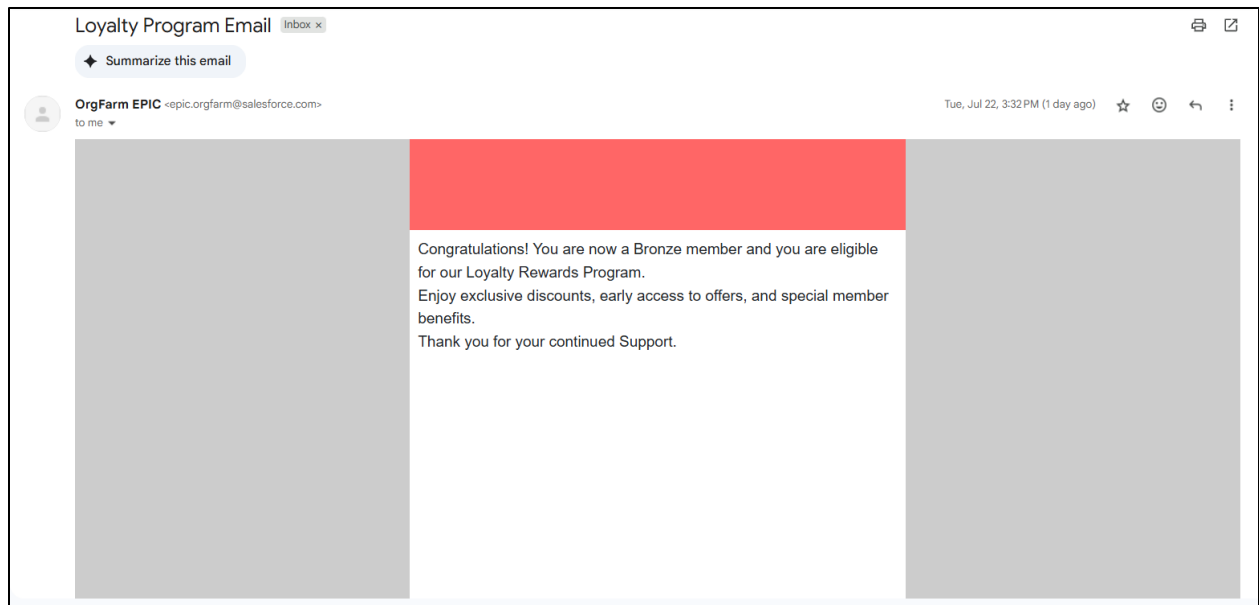 Loyalty Program Email Inbox ×
Summarize this email
OrgFarm EPIC <epic.orgfarm@salesforce.com> Tue, Jul 22, 3:32 PM (1 day ago)
to me
Congratulations! You are now a Bronze member and you are eligible
for our Loyalty Rewards Program.
Enjoy exclusive discounts, early access to offers, and special member
benefits.
Thank you for your continued Support.